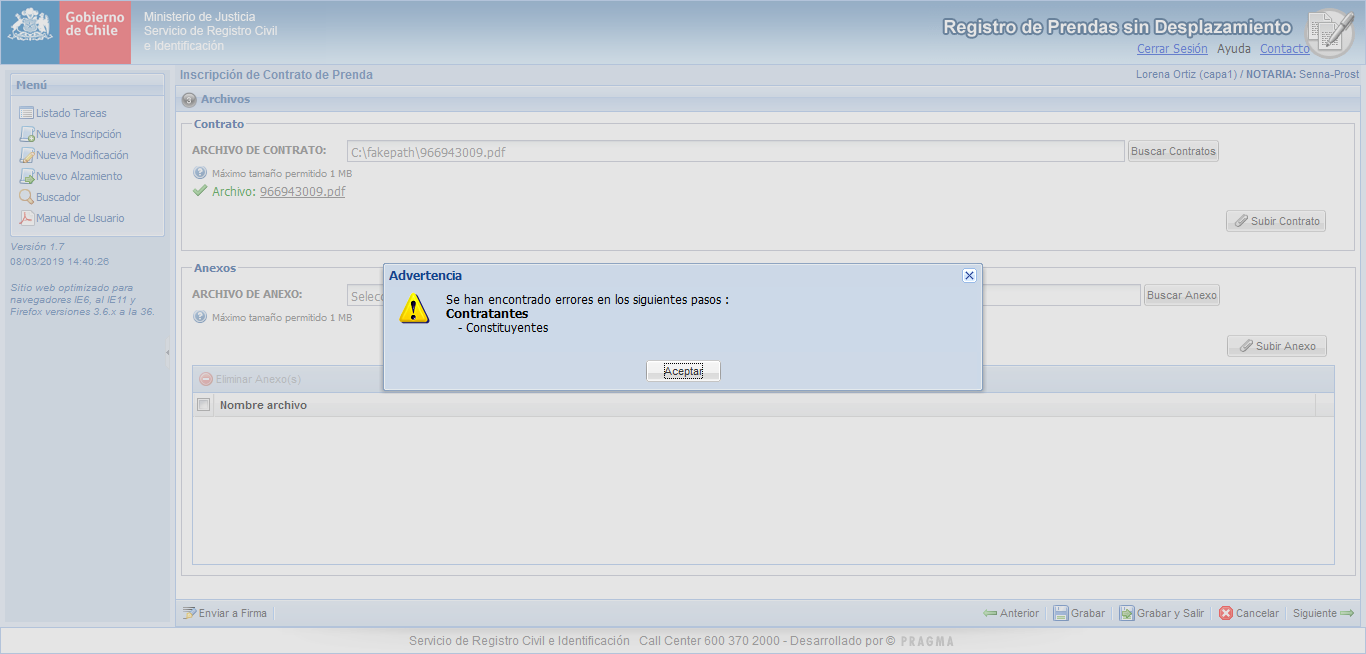 Gobierno
de Chile
Ministerio de Justicia
Servicio de Registro Civil
e Identificación
Registro de Prendas sin Desplazamiento
Cerrar Sesión Ayuda Contacto
Menú
Listado Tareas
Nueva Inscripción
Nueva Modificación
Nuevo Alzamiento
Buscador
Manual de Usuario
Versión 1.7
08/03/2019 14:40:26
Sitio web optimizado para
navegadores IE6, al IE11 y
Firefox versiones 3.6.x a la 36.
Inscripción de Contrato de Prenda
Lorena Ortiz (capa1) / NOTARIA: Senna-Prost
3 Archivos
Contrato
ARCHIVO DE CONTRATO: C:\fakepath\966943009.pdf Buscar Contratos
Máximo tamaño permitido 1 MB
Archivo: 966943009.pdf
Subir Contrato
Anexos
ARCHIVO DE ANEXO: Selecc Buscar Anexo
Máximo tamaño permitido 1 MB
Subir Anexo
Advertencia
Se han encontrado errores en los siguientes pasos :
Contratantes
- Constituyentes
Aceptar
Eliminar Anexo(s)
Nombre archivo
Enviar a Firma
Anterior Grabar Grabar y Salir Cancelar Siguiente
Servicio de Registro Civil e Identificación Call Center 600 370 2000 - Desarrollado por © PRAGMA